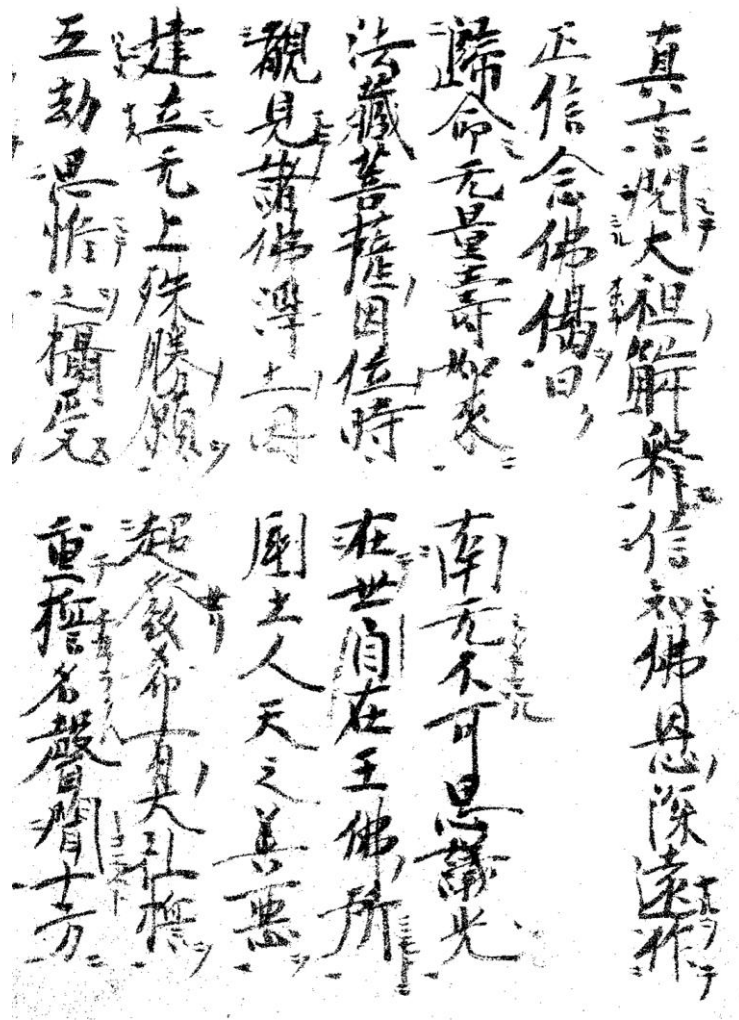 真言閲大祖解釋信知佛恩深遠作
正信念佛偈曰
歸命无量壽如來 南无不可思議光
法藏菩薩因位時 在世自在王佛所
覩見諸佛淨土因 國土人天之善惡
建立无上殊勝願 超發希有大弘誓
五劫思惟之攝受 重誓名聲聞十方